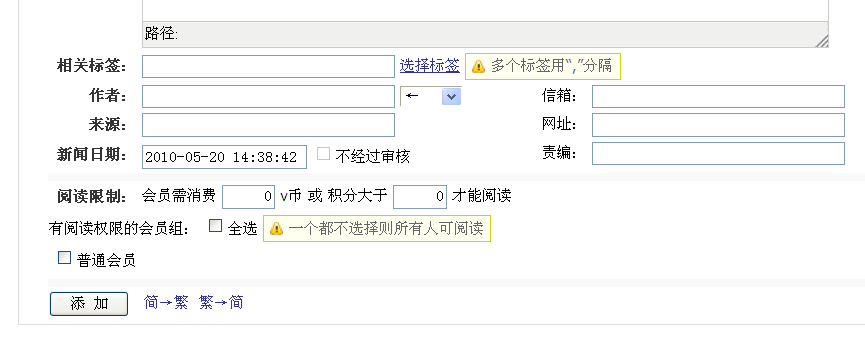 路径:
相关标签: 选择标签 多个标签用“,”分隔
作者: ← 信箱:
来源: 网址:
新闻日期: 2010-05-20 14:38:42 不经过审核 责编:
阅读限制: 会员需消费 0 v币 或 积分大于 0 才能阅读
有阅读权限的会员组: 全选 一个都不选择则所有人可阅读
普通会员
添 加 简→繁 繁→简